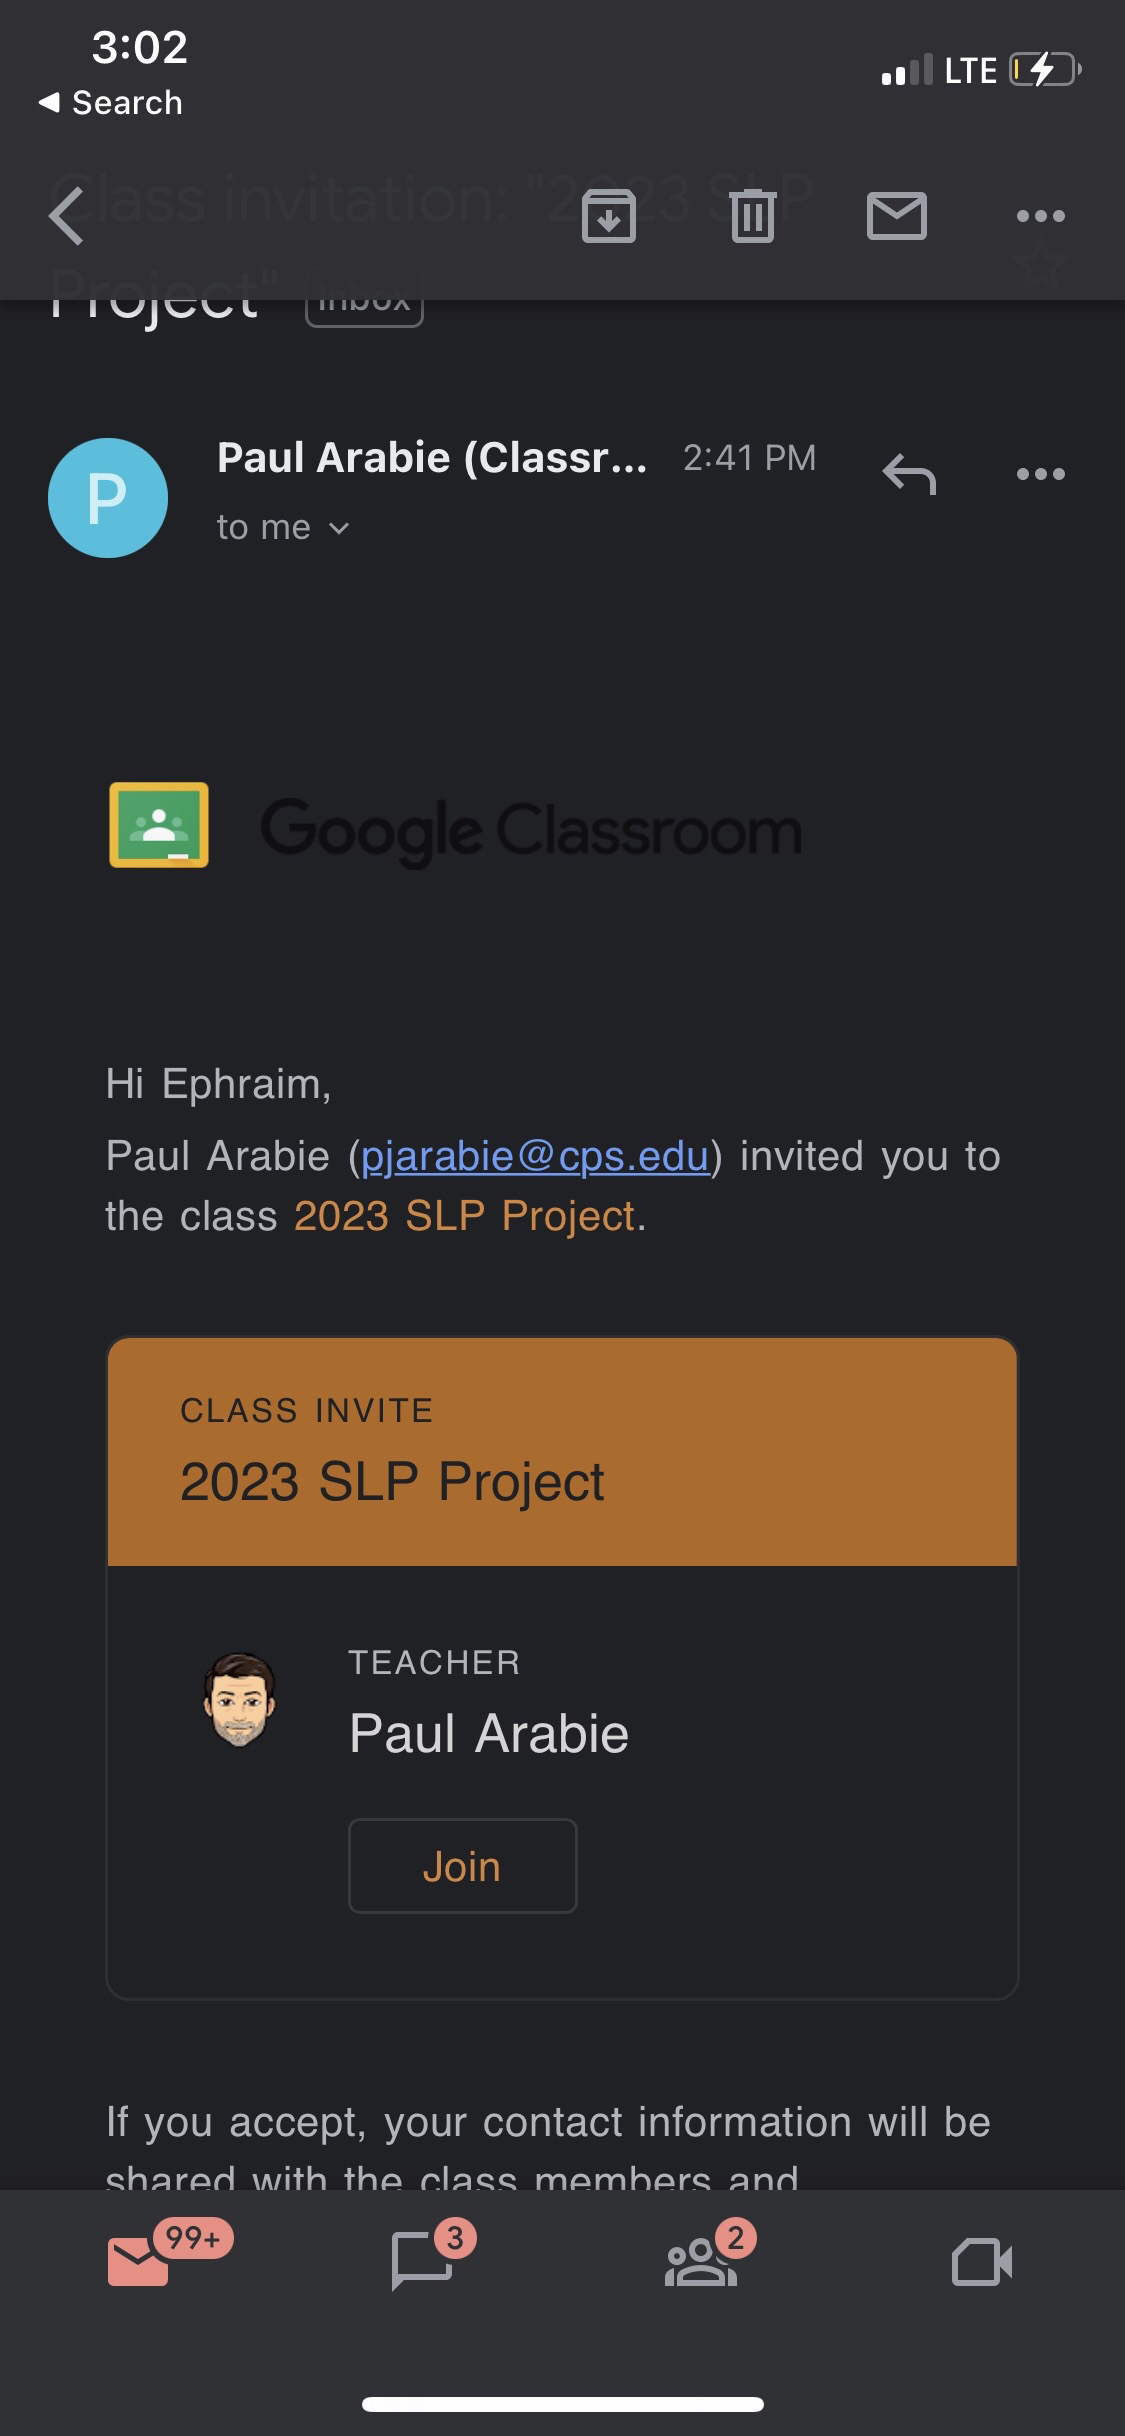 3:02
LTE
Search
Class invitation: "2023 SLP
Project" Inbox
Paul Arabie (Classr... 2:41 PM
to me
P
Google Classroom
Hi Ephraim,
Paul Arabie (pjarabie@cps.edu) invited you to
the class 2023 SLP Project.
CLASS INVITE
2023 SLP Project
TEACHER
Paul Arabie
Join
If you accept, your contact information will be
shared with the class members and
99+ 3 2